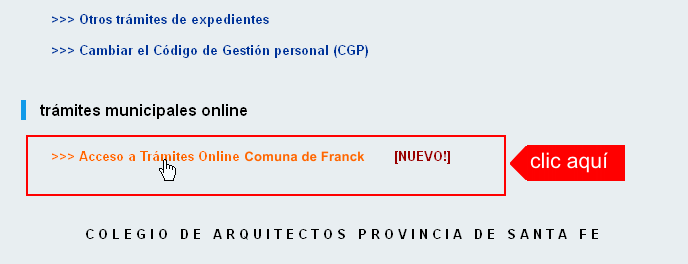 >>> Otros trámites de expedientes
>>> Cambiar el Código de Gestión personal (CGP)
trámites municipales online
>>> Acceso a Trámites Online Comuna de Franck [NUEVO!]
clic aquí
COLEGIO DE ARQUITECTOS PROVINCIA DE SANTA FE